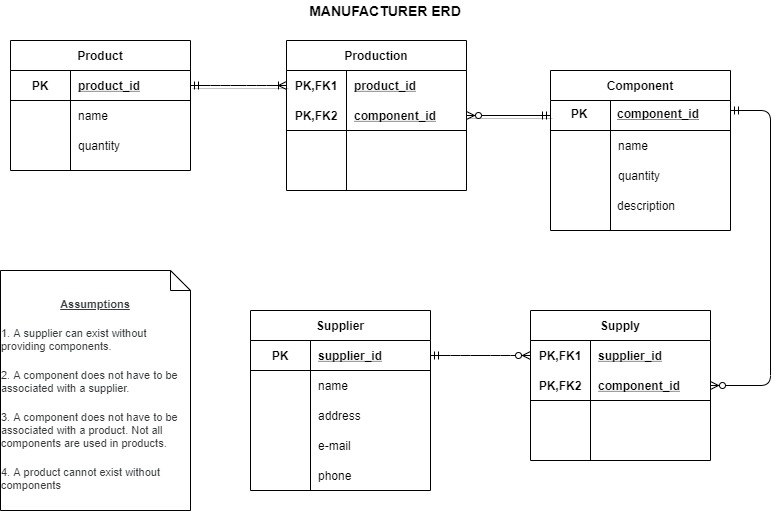 MANUFACTURER ERD
Product
PK product_id
name
quantity
Production
PK,FK1 product_id
PK,FK2 component_id
Component
PK component_id
name
quantity
description
Assumptions
1. A supplier can exist without
providing components.
2. A component does not have to be
associated with a supplier.
3. A component does not have to be
associated with a product. Not all
components are used in products.
4. A product cannot exist without
components
Supplier
PK supplier_id
name
address
e-mail
phone
Supply
PK,FK1 supplier_id
PK,FK2 component_id